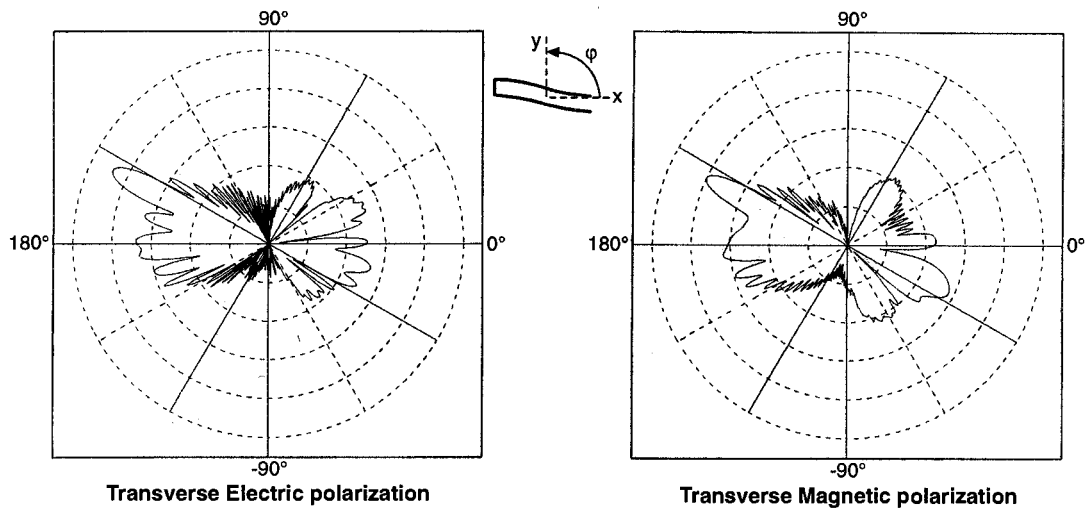 90°
90°
y
φ
x
180°
0°
180°
0°
-90°
-90°
Transverse Electric polarization
Transverse Magnetic polarization